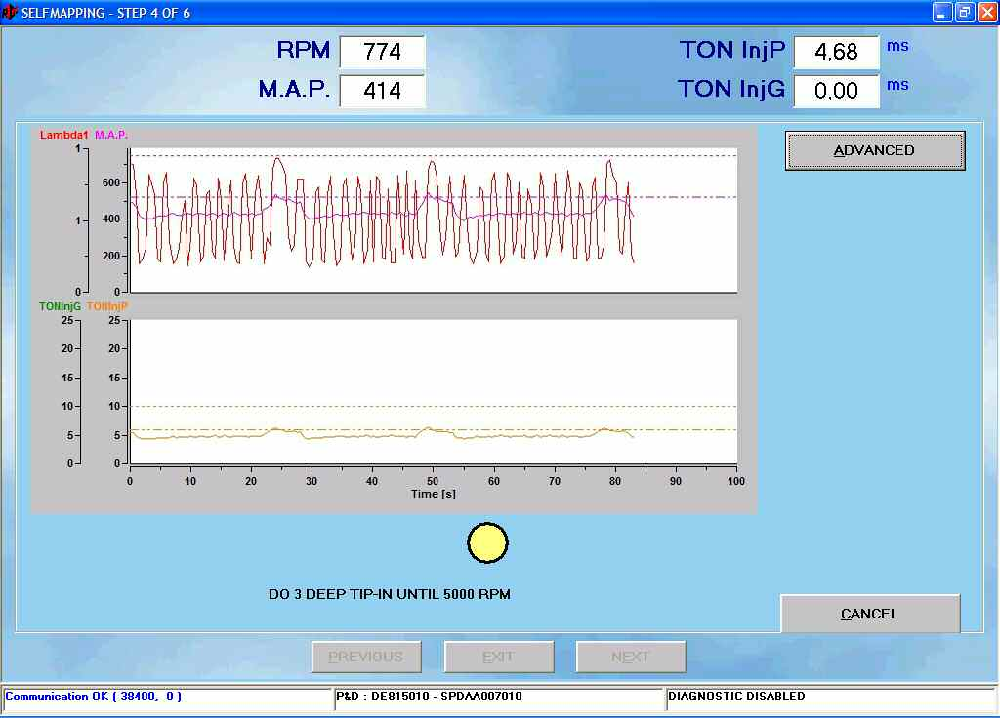 SELFMAPPING - STEP 4 OF 6
RPM 774 TON InjP 4,68 ms
M.A.P. 414 TON InjG 0,00 ms
Lambda1 M.A.P.
ADVANCED
1
600
400
1
200
0 0
TONInjG TONInjP
25 25
20 20
15 15
10 10
5 5
0 0
0 10 20 30 40 50 60 70 80 90 100
Time [s]
DO 3 DEEP TIP-IN UNTIL 5000 RPM
CANCEL
PREVIOUS EXIT NEXT
Communication OK ( 38400, 0 ) P&D : DE815010 - SPDAA007010 DIAGNOSTIC DISABLED